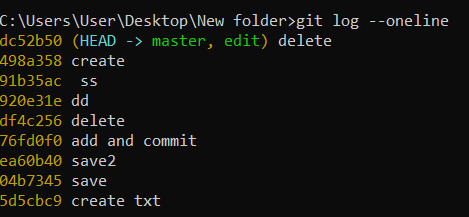 C:\Users\User\Desktop\New folder>git log --oneline
dc52b50 (HEAD -> master, edit) delete
498a358 create
91b35ac  ss
920e31e dd
df4c256 delete
76fd0f0 add and commit
ea60b40 save2
04b7345 save
5d5cbc9 create txt